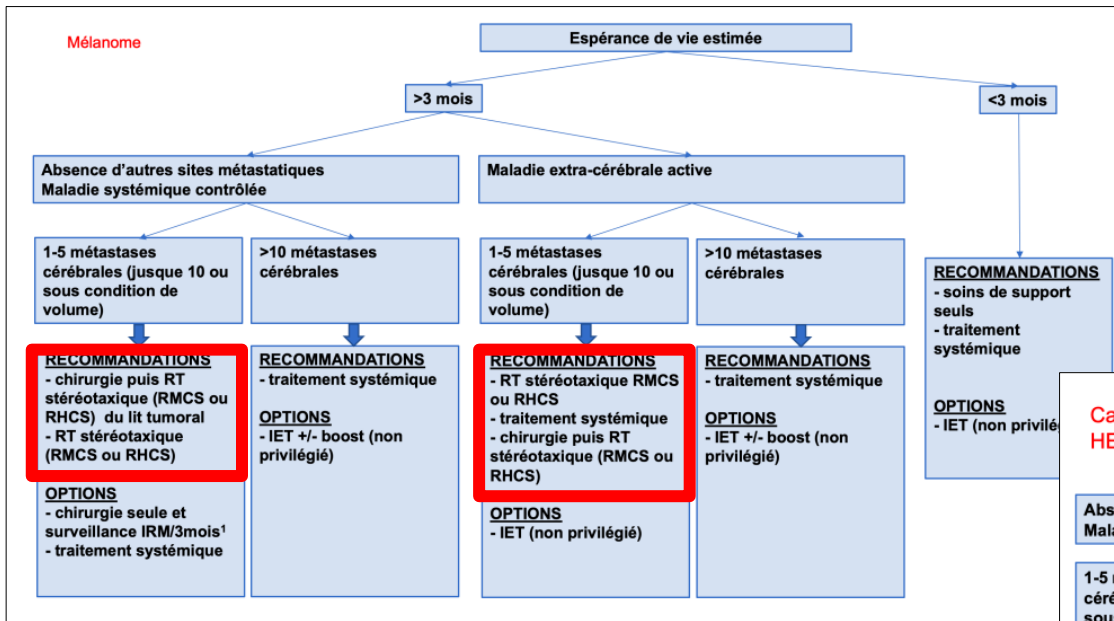 Mélanome
Espérance de vie estimée
>3 mois
<3 mois
Absence d'autres sites métastatiques
Maladie systémique contrôlée
Maladie extra-cérébrale active
1-5 métastases
cérébrales (jusque 10 ou
sous condition de
volume)
>10 métastases
cérébrales
1-5 métastases
cérébrales (jusque 10 ou
sous condition de
volume)
>10 métastases
cérébrales
RECOMMANDATIONS
- chirurgie puis RT
stéréotaxique (RMCS ou
RHCS) du lit tumoral
- RT stéréotaxique
(RMCS ou RHCS)
OPTIONS
- chirurgie seule et
surveillance IRM/3mois¹
- traitement systémique
RECOMMANDATIONS
- traitement systémique
OPTIONS
- IET +/- boost (non
privilégié)
RECOMMANDATIONS
- RT stéréotaxique RMCS
ou RHCS
- traitement systémique
- chirurgie puis RT
stéréotaxique (RMCS ou
RHCS)
OPTIONS
- IET (non privilégié)
RECOMMANDATIONS
- traitement systémique
OPTIONS
- IET +/- boost (non
privilégié)
RECOMMANDATIONS
- soins de support
seuls
- traitement
systémique
OPTIONS
- IET (non